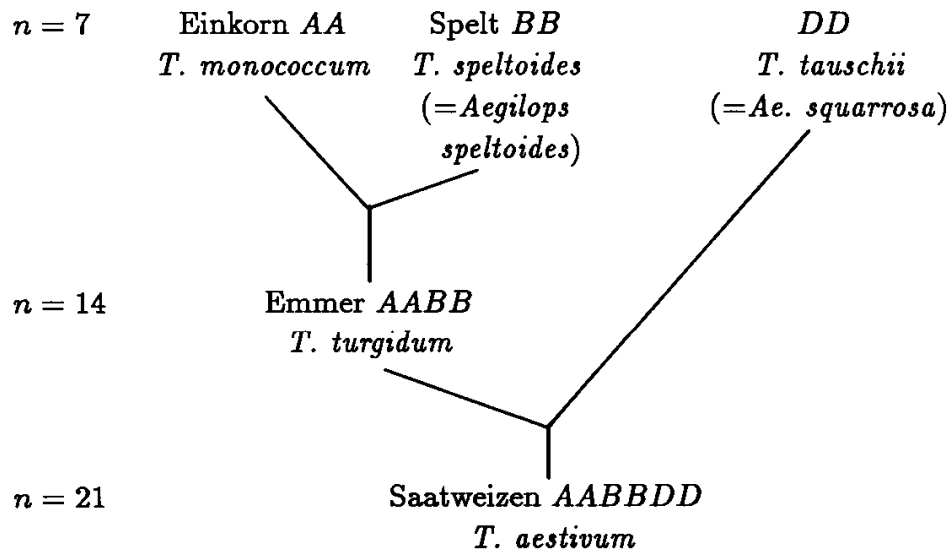 n = 7 Einkorn AA Spelt BB DD
T. monococcum T. speltoides T. tauschii
(=Aegilops (=Ae. squarrosa)
speltoides)
n = 14 Emmer AABB
T. turgidum
n = 21 Saatweizen AABBDD
T. aestivum